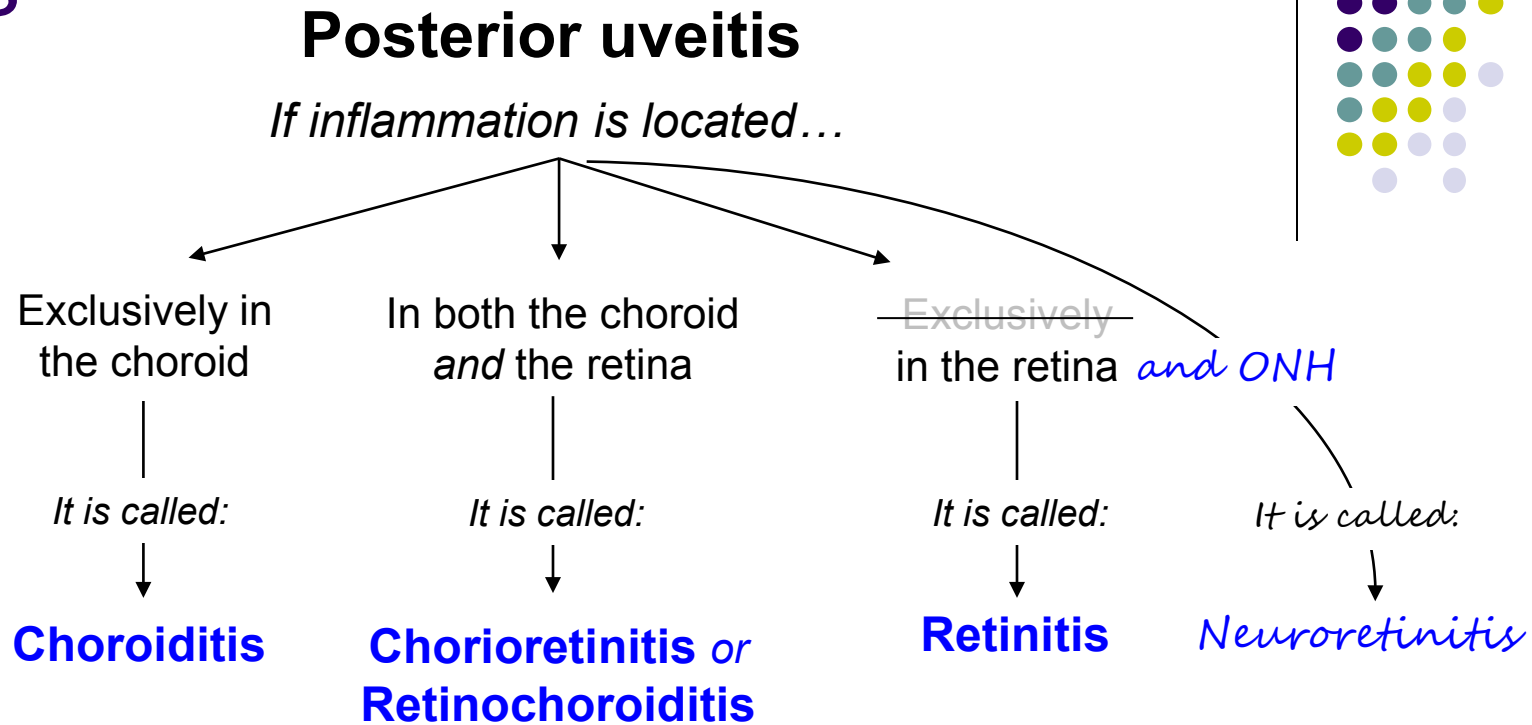 Posterior uveitis
If inflammation is located…
Exclusively in
the choroid
In both the choroid
and the retina
Exclusively
in the retina and ONH
It is called:
It is called:
It is called:
It is called:
Choroiditis
Chorioretinitis or
Retinochoroiditis
Retinitis
Neuroretinitis